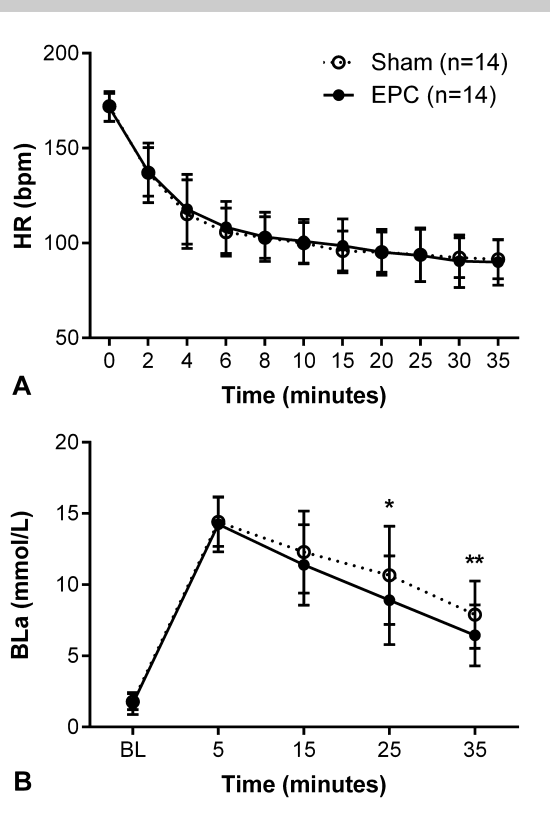 200
Sham (n=14)
EPC (n=14)
150
HR (bpm)
100
50
0 2 4 6 8 10 15 20 25 30 35
A
Time (minutes)
20
BLa (mmol/L)
15
*
**
10
5
0
BL 5 15 25 35
B
Time (minutes)